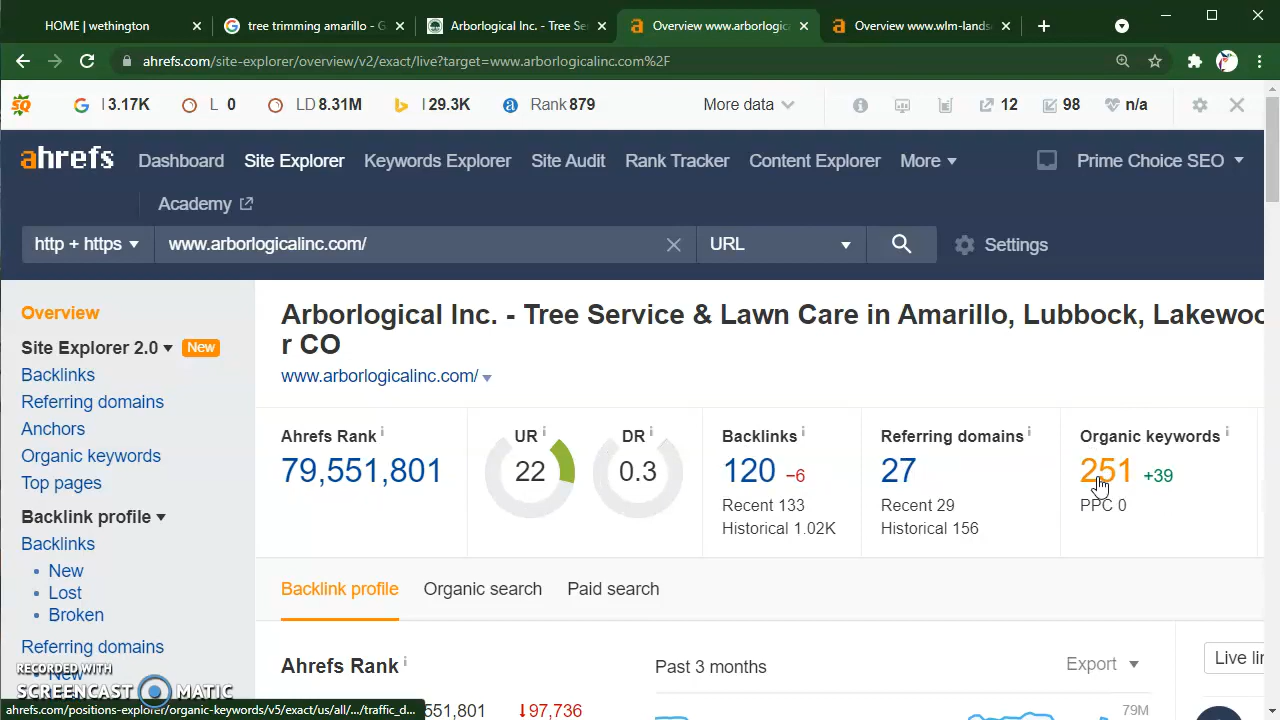 HOME | wethington
tree trimming amarillo - G
Arborlogical Inc. - Tree Se
Overview www.arborlogic
Overview www.wlm-lands
ahrefs.com/site-explorer/overview/v2/exact/live?target=www.arborlogicalinc.com%2F
SQ
G I 3.17K
L 0
LD 8.31M
I 29.3K
a Rank 879
More data
12
98
n/a
ahrefs
Dashboard
Site Explorer
Keywords Explorer
Site Audit
Rank Tracker
Content Explorer
More
Prime Choice SEO
Academy
http + https
www.arborlogicalinc.com/
URL
Settings
Overview
Site Explorer 2.0 New
Backlinks
Referring domains
Anchors
Organic keywords
Top pages
Backlink profile
Backlinks
New
Lost
Broken
Referring domains
New
Arborlogical Inc. - Tree Service & Lawn Care in Amarillo, Lubbock, Lakewoo
r CO
www.arborlogicalinc.com/
Ahrefs Rank i
79,551,801
UR i
22
DR i
0.3
Backlinks i
120 −6
Recent 133
Historical 1.02K
Referring domains i
27
Recent 29
Historical 156
Organic keywords i
251 +39
PPC 0
Backlink profile
Organic search
Paid search
Ahrefs Rank i
Past 3 months
Export
Live lin
551,801 ↓97,736
79M
RECORDED WITH
SCREENCAST MATIC
ahrefs.com/positions-explorer/organic-keywords/v5/exact/us/all/.../traffic_d...